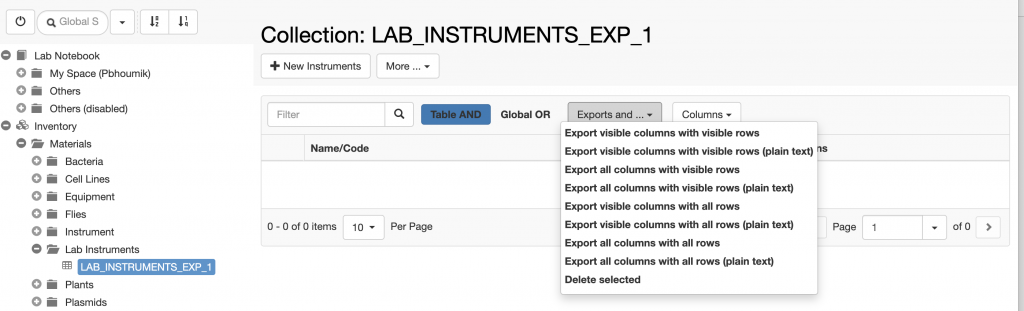 Global S
Lab Notebook
My Space (Pbhoumik)
Others
Others (disabled)
Inventory
Materials
Bacteria
Cell Lines
Equipment
Flies
Instrument
Lab Instruments
LAB_INSTRUMENTS_EXP_1
Plants
Plasmids
Collection: LAB_INSTRUMENTS_EXP_1
New Instruments More ...
Filter Table AND Global OR Exports and ... Columns
Name/Code
Export visible columns with visible rows
Export visible columns with visible rows (plain text)
Export all columns with visible rows
Export all columns with visible rows (plain text)
Export visible columns with all rows
Export visible columns with all rows (plain text)
Export all columns with all rows
Export all columns with all rows (plain text)
Delete selected
0 - 0 of 0 items 10 Per Page Page 1 of 0